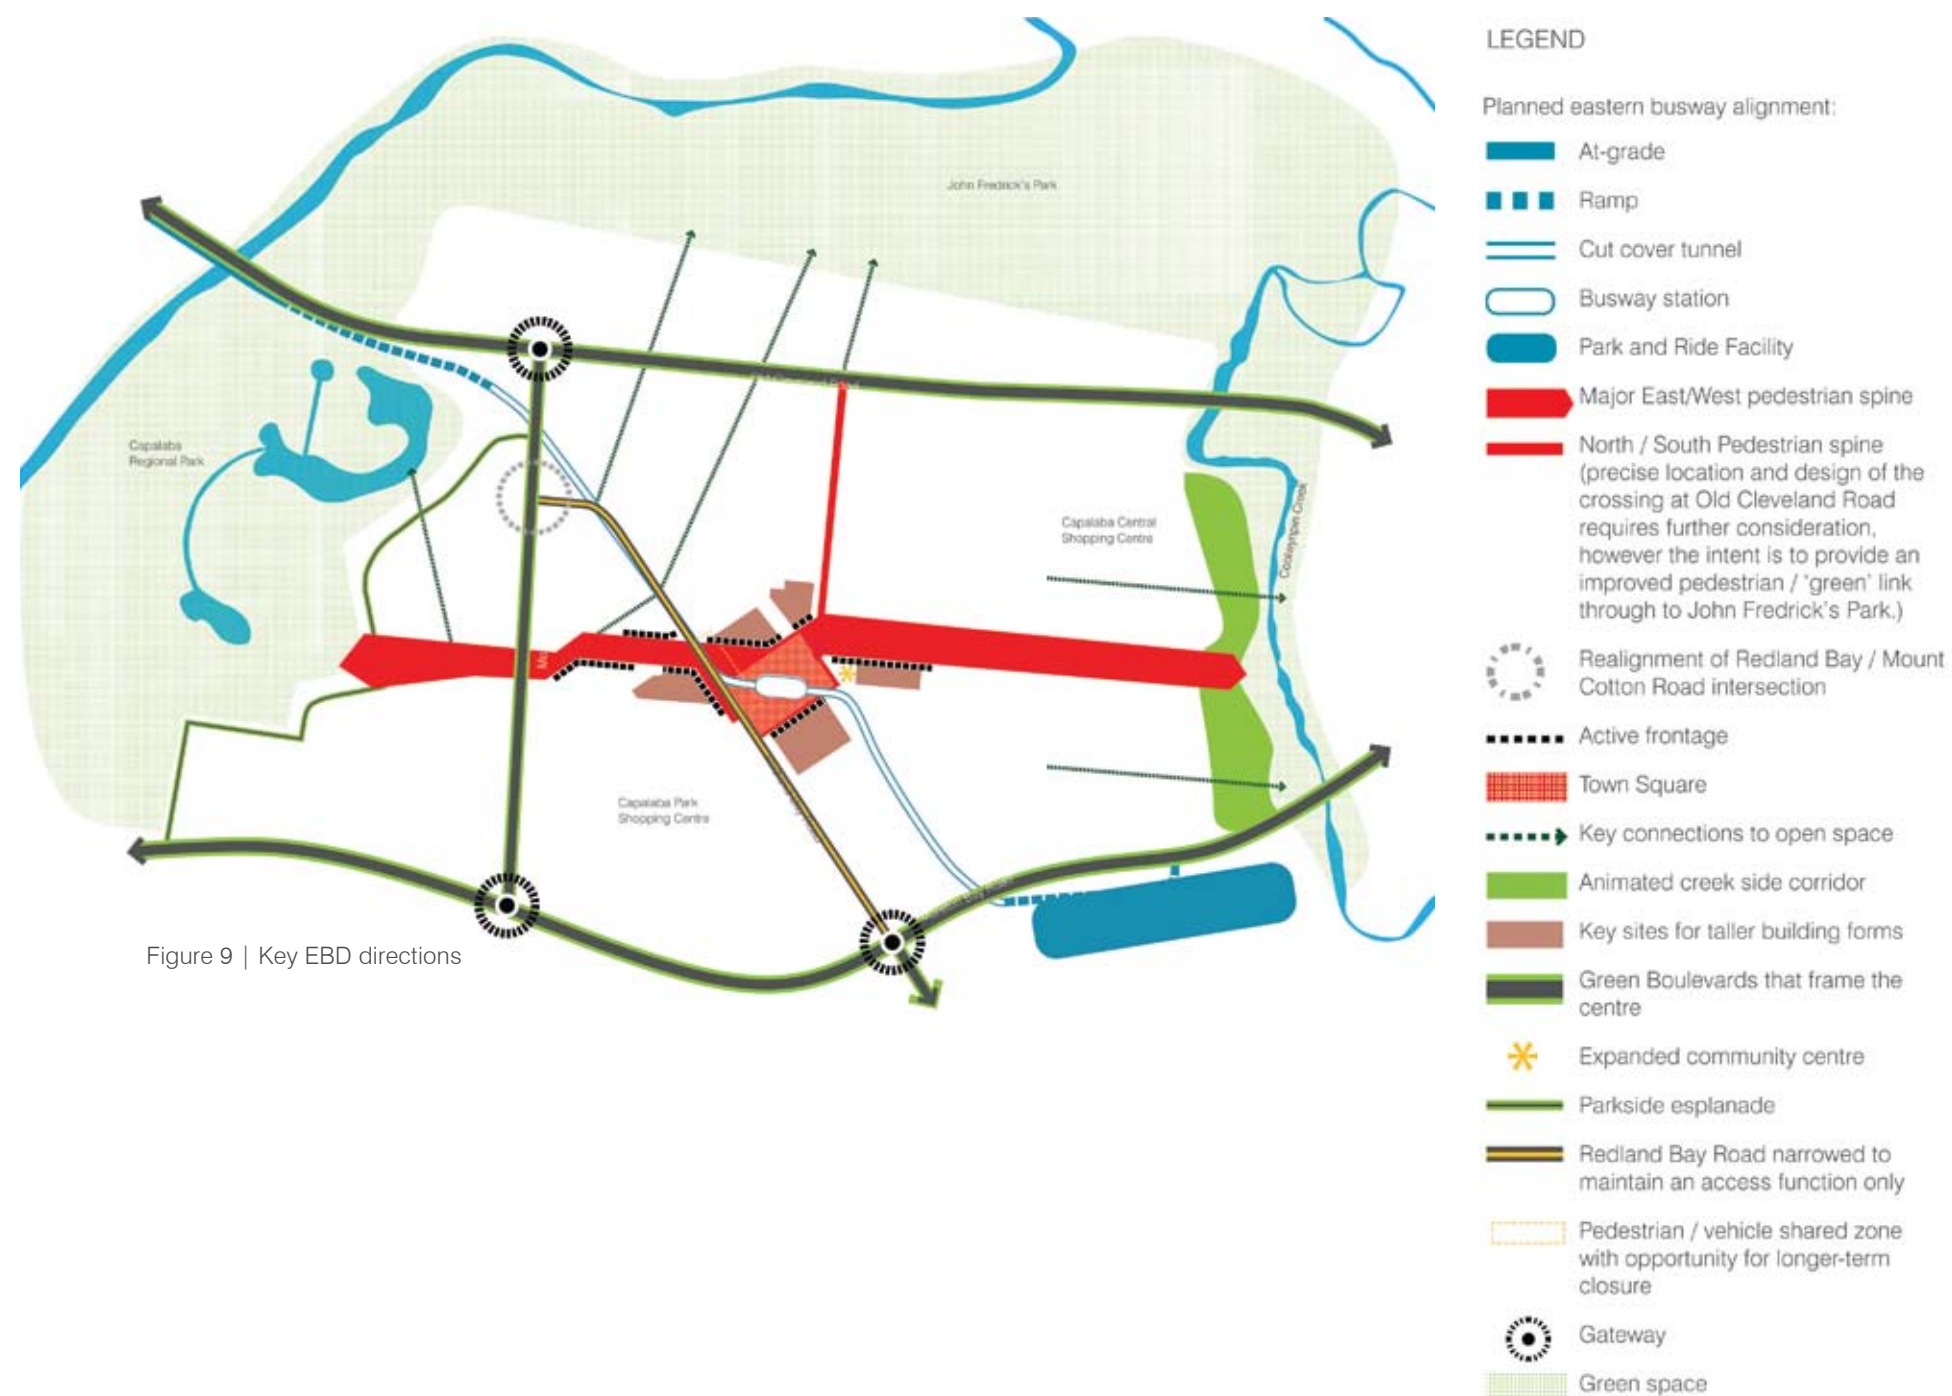 John Fredrick's Park
Capalaba
Regional Park
Capalaba Central
Shopping Centre
Coolnwynpin Creek
Capalaba Park
Shopping Centre
Figure 9 | Key EBD directions
LEGEND
Planned eastern busway alignment:
At-grade
Ramp
Cut cover tunnel
Busway station
Park and Ride Facility
Major East/West pedestrian spine
North / South Pedestrian spine
(precise location and design of the
crossing at Old Cleveland Road
requires further consideration,
however the intent is to provide an
improved pedestrian / 'green' link
through to John Fredrick's Park.)
Realignment of Redland Bay / Mount
Cotton Road intersection
Active frontage
Town Square
Key connections to open space
Animated creek side corridor
Key sites for taller building forms
Green Boulevards that frame the
centre
Expanded community centre
Parkside esplanade
Redland Bay Road narrowed to
maintain an access function only
Pedestrian / vehicle shared zone
with opportunity for longer-term
closure
Gateway
Green space